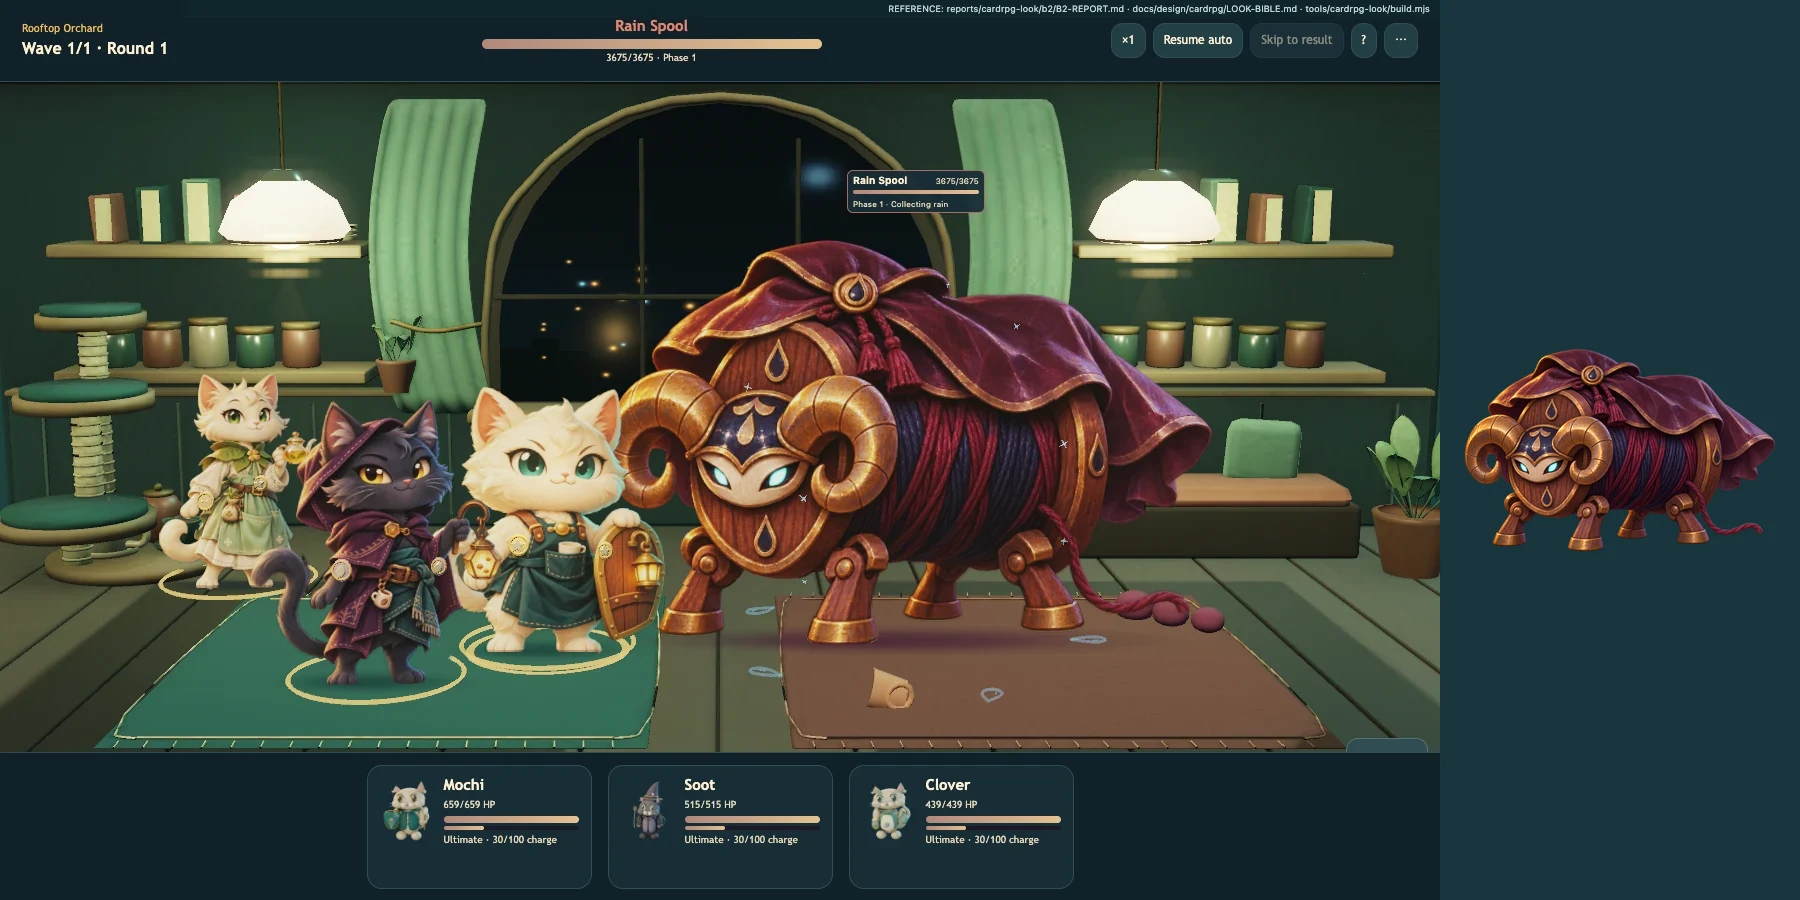 REFERENCE: reports/cardrpg-look/b2/B2-REPORT.md · docs/design/cardrpg/LOOK-BIBLE.md · tools/cardrpg-look/build.mjs
Rooftop Orchard
Wave 1/1 · Round 1
Rain Spool
3675/3675 · Phase 1
×1
Resume auto
Skip to result
?
···
Rain Spool 3675/3675
Phase 1 · Collecting rain
Mochi
659/659 HP
Ultimate · 30/100 charge
Soot
515/515 HP
Ultimate · 30/100 charge
Clover
439/439 HP
Ultimate · 30/100 charge